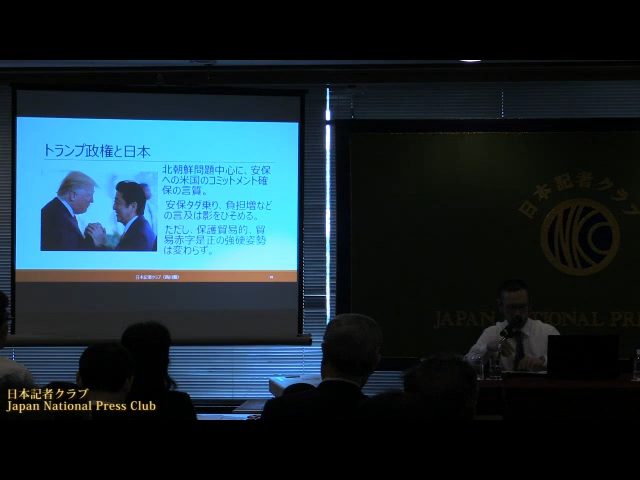 トランプ政権と日本
北朝鮮問題中心に、安保
への米国のコミットメント確
保の言質。
安保タダ乗り、負担増など
の言及は影をひそめる。
ただし、保護貿易的、貿
易赤字是正の強硬姿勢
は変わらず。
日本記者クラブ
JAPAN NATIONAL PRE
日本記者クラブ
Japan National Press Club